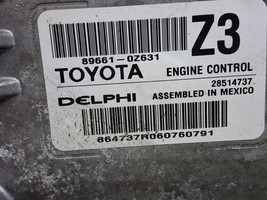 89661-0Z631
Z3
TOYOTA
ENGINE CONTROL
28514737
DELPHI
ASSEMBLED IN MEXICO
864737R060760791